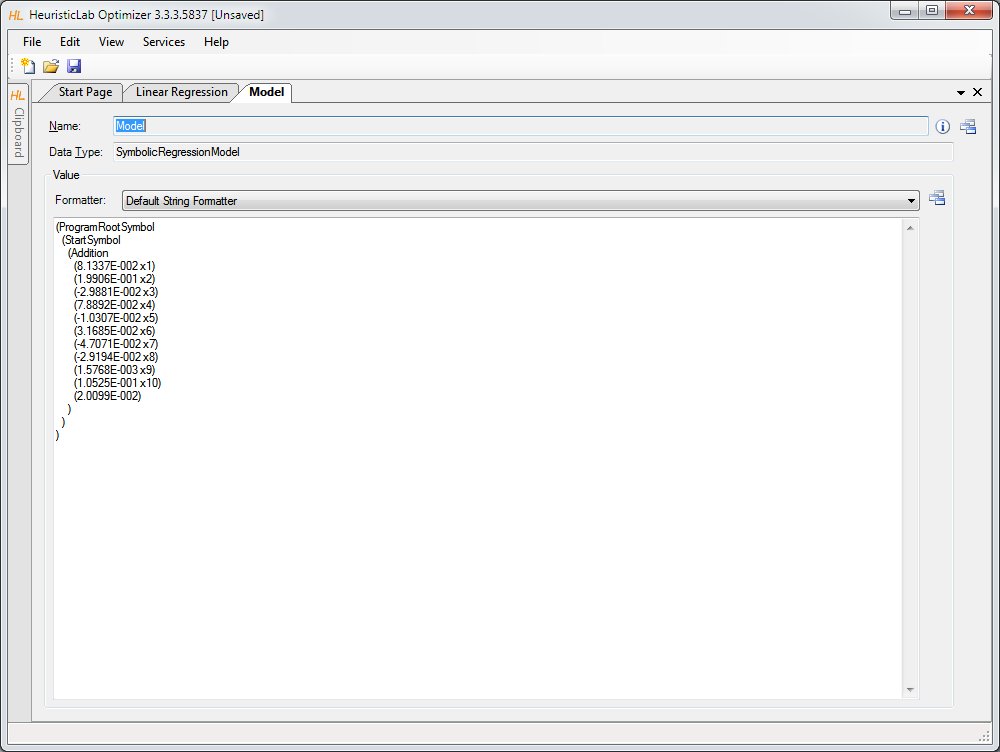 HL HeuristicLab Optimizer 3.3.3.5837 [Unsaved]
File Edit View Services Help
HL Clipboard
Start Page Linear Regression Model
Name: Model
Data Type: SymbolicRegressionModel
Value
Formatter: Default String Formatter
(ProgramRootSymbol
(StartSymbol
(Addition
(8.1337E-002 x1)
(1.9906E-001 x2)
(-2.9881E-002 x3)
(7.8892E-002 x4)
(-1.0307E-002 x5)
(3.1685E-002 x6)
(-4.7071E-002 x7)
(-2.9194E-002 x8)
(1.5768E-003 x9)
(1.0525E-001 x10)
(2.0099E-002)
)
)
)